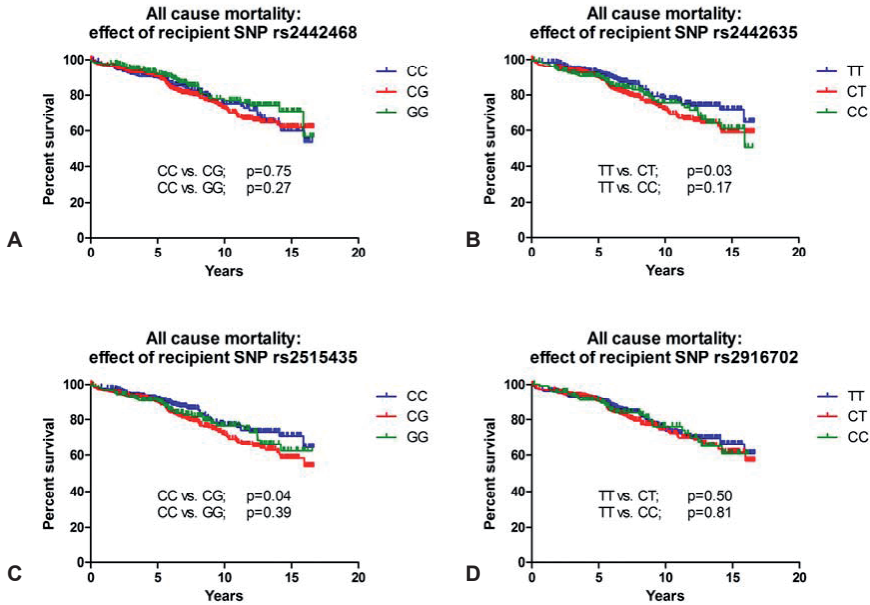 All cause mortality:
effect of recipient SNP rs2442468
Percent survival
100
80
60
40
20
0
0 5 10 15 20
Years
CC
CG
GG
CC vs. CG; p=0.75
CC vs. GG; p=0.27
A
All cause mortality:
effect of recipient SNP rs2442635
Percent survival
100
80
60
40
20
0
0 5 10 15 20
Years
TT
CT
CC
TT vs. CT; p=0.03
TT vs. CC; p=0.17
B
All cause mortality:
effect of recipient SNP rs2515435
Percent survival
100
80
60
40
20
0
0 5 10 15 20
Years
CC
CG
GG
CC vs. CG; p=0.04
CC vs. GG; p=0.39
C
All cause mortality:
effect of recipient SNP rs2916702
Percent survival
100
80
60
40
20
0
0 5 10 15 20
Years
TT
CT
CC
TT vs. CT; p=0.50
TT vs. CC; p=0.81
D